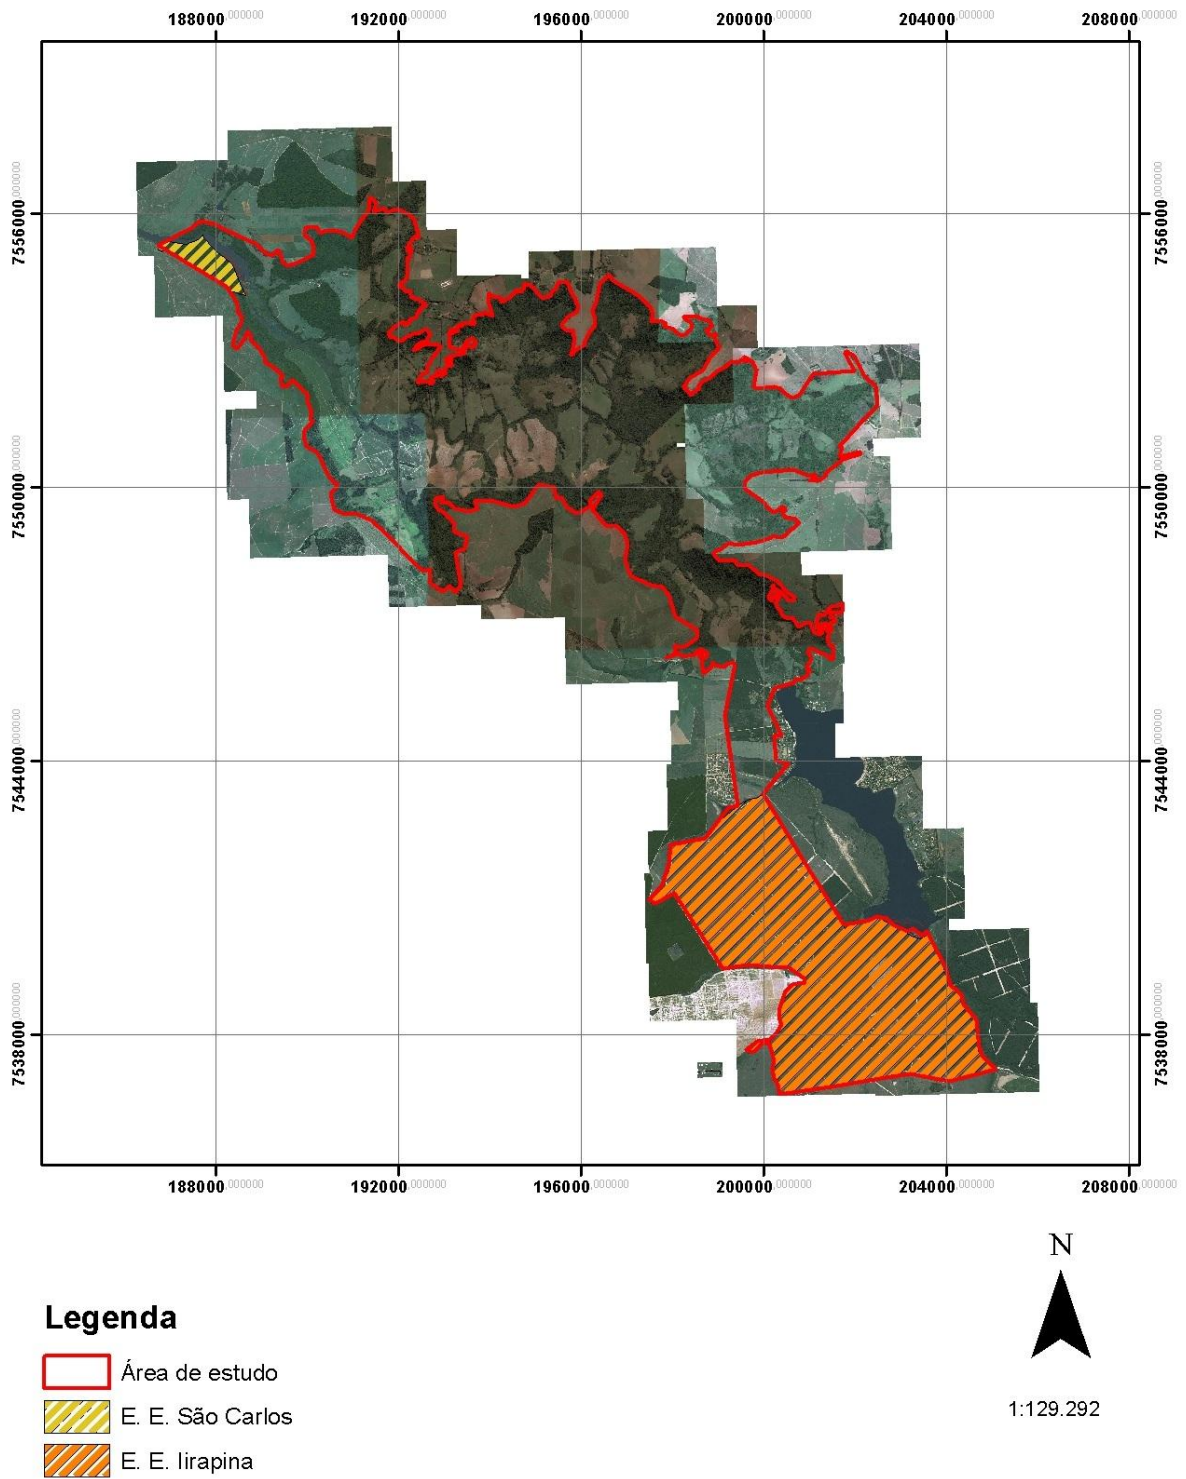 188000,000000 192000,000000 196000,000000 200000,000000 204000,000000 208000,000000
7556000,000000 7556000,000000
7550000,000000 7550000,000000
7544000,000000 7544000,000000
7538000,000000 7538000,000000
188000,000000 192000,000000 196000,000000 200000,000000 204000,000000 208000,000000
N
1:129.292
Legenda
Área de estudo
E. E. São Carlos
E. E. Iirapina